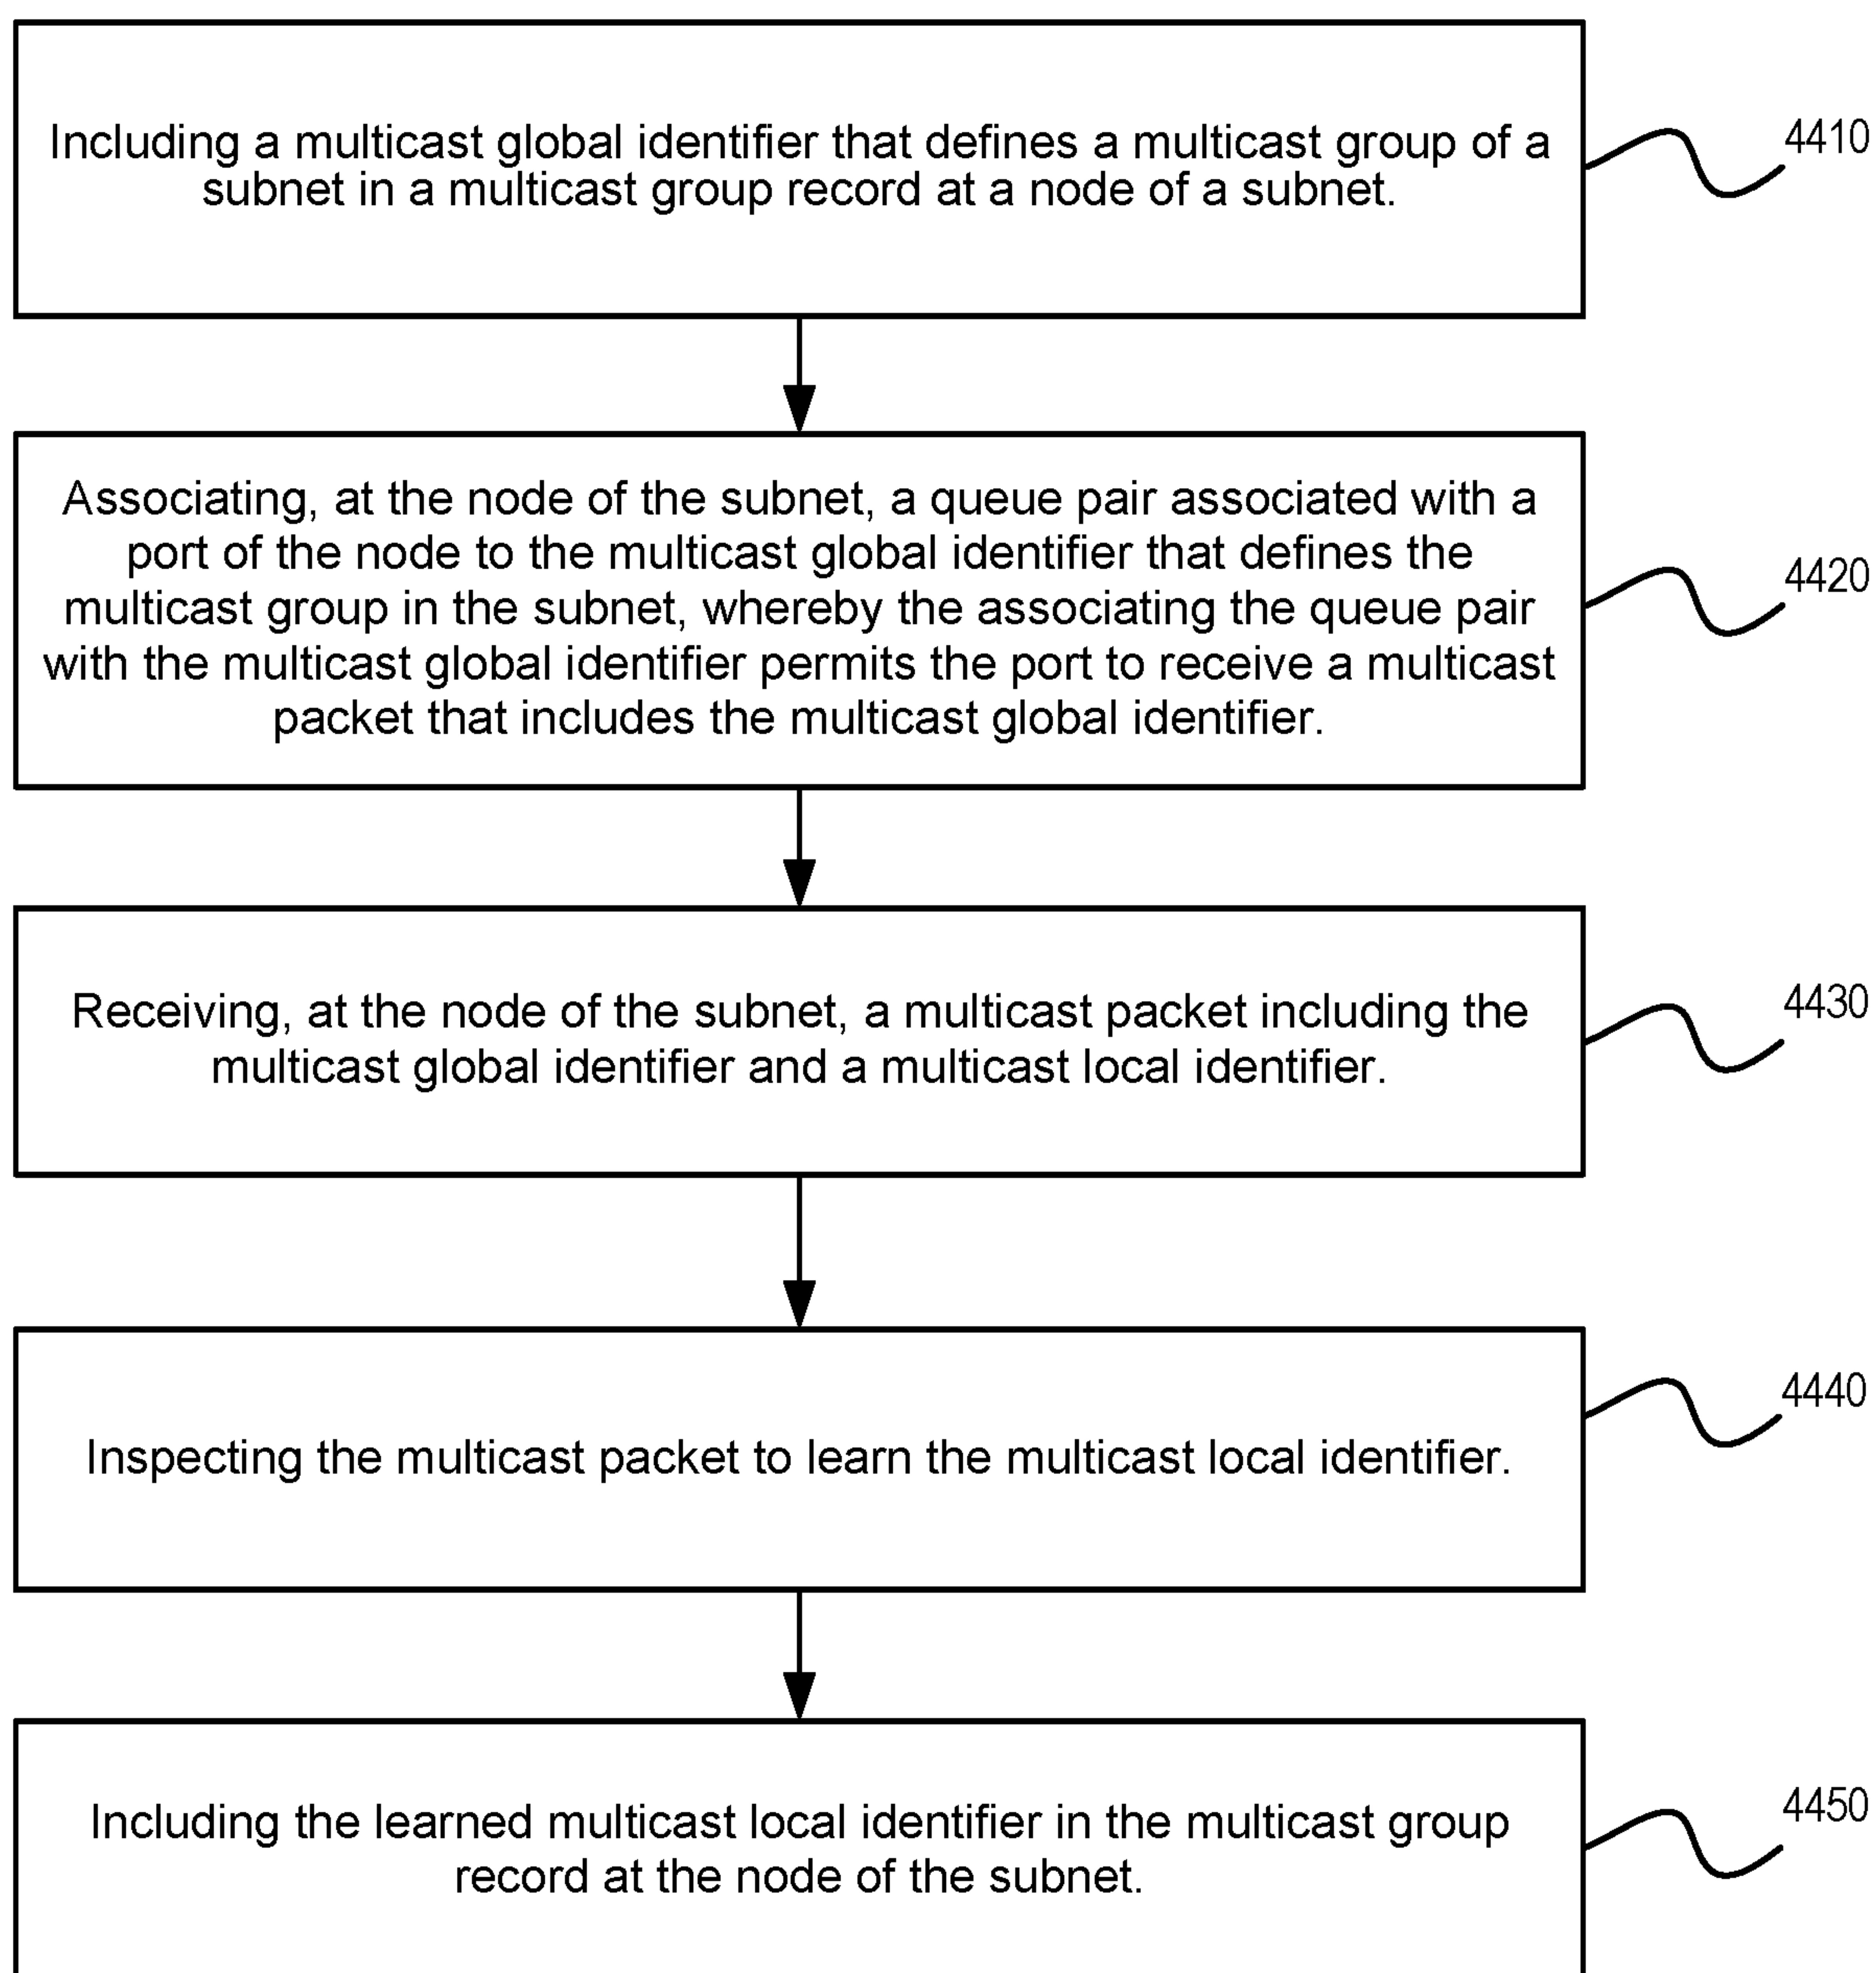 Including a multicast global identifier that defines a multicast group of a
subnet in a multicast group record at a node of a subnet.
4410
Associating, at the node of the subnet, a queue pair associated with a
port of the node to the multicast global identifier that defines the
multicast group in the subnet, whereby the associating the queue pair
with the multicast global identifier permits the port to receive a multicast
packet that includes the multicast global identifier.
4420
Receiving, at the node of the subnet, a multicast packet including the
multicast global identifier and a multicast local identifier.
4430
Inspecting the multicast packet to learn the multicast local identifier.
4440
Including the learned multicast local identifier in the multicast group
record at the node of the subnet.
4450